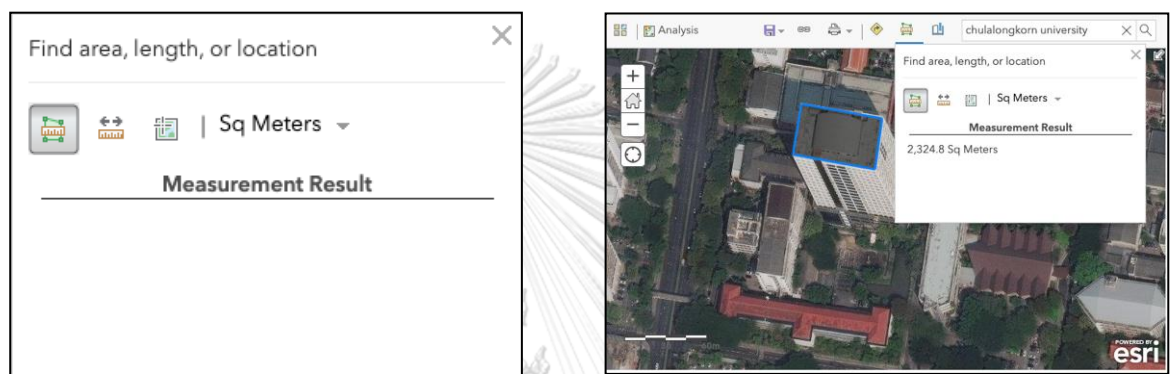 Find area, length, or location
Sq Meters
Measurement Result
Analysis
chulalongkorn university
Find area, length, or location
Sq Meters
Measurement Result
2,324.8 Sq Meters
60m
POWERED BY
esri